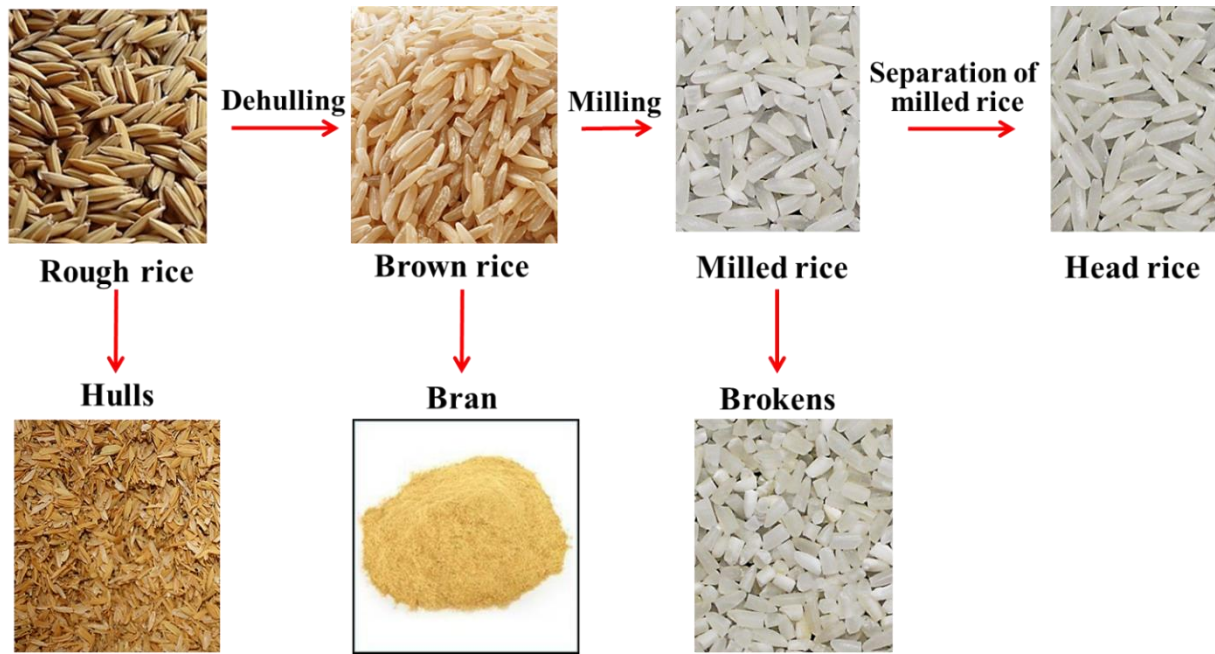 Dehulling
Milling
Separation of
milled rice
Rough rice
Brown rice
Milled rice
Head rice
Hulls
Bran
Brokens